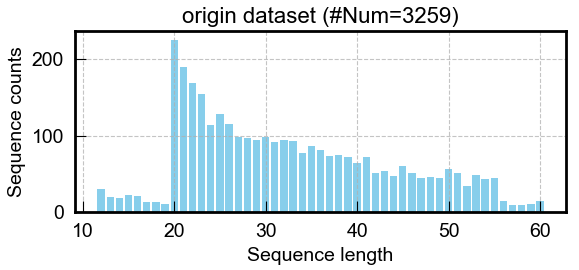 origin dataset (#Num=3259)
Sequence counts
200
100
0
10 20 30 40 50 60
Sequence length